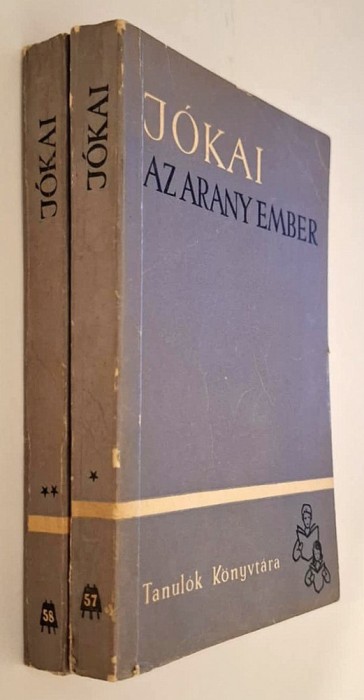 JÓKAI
**
58
JÓKAI
*
57
JÓKAI
AZ ARANY EMBER
Tanulók Könyvtára